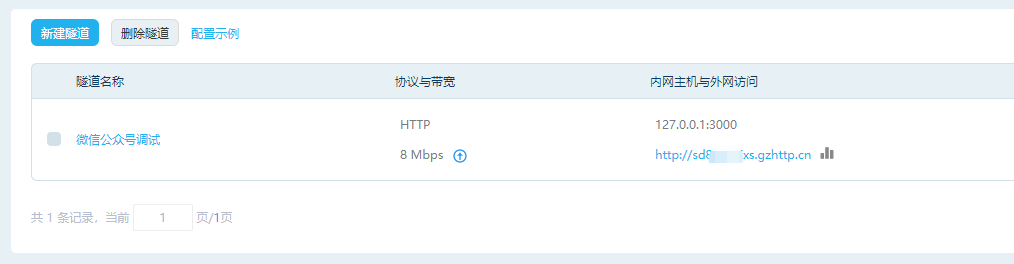 新建隧道 删除隧道 配置示例
隧道名称 协议与带宽 内网主机与外网访问
HTTP 127.0.0.1:3000
微信公众号调试
8 Mbps http://sd8 xs.gzhttp.cn
共 1 条记录，当前 1 页/1页